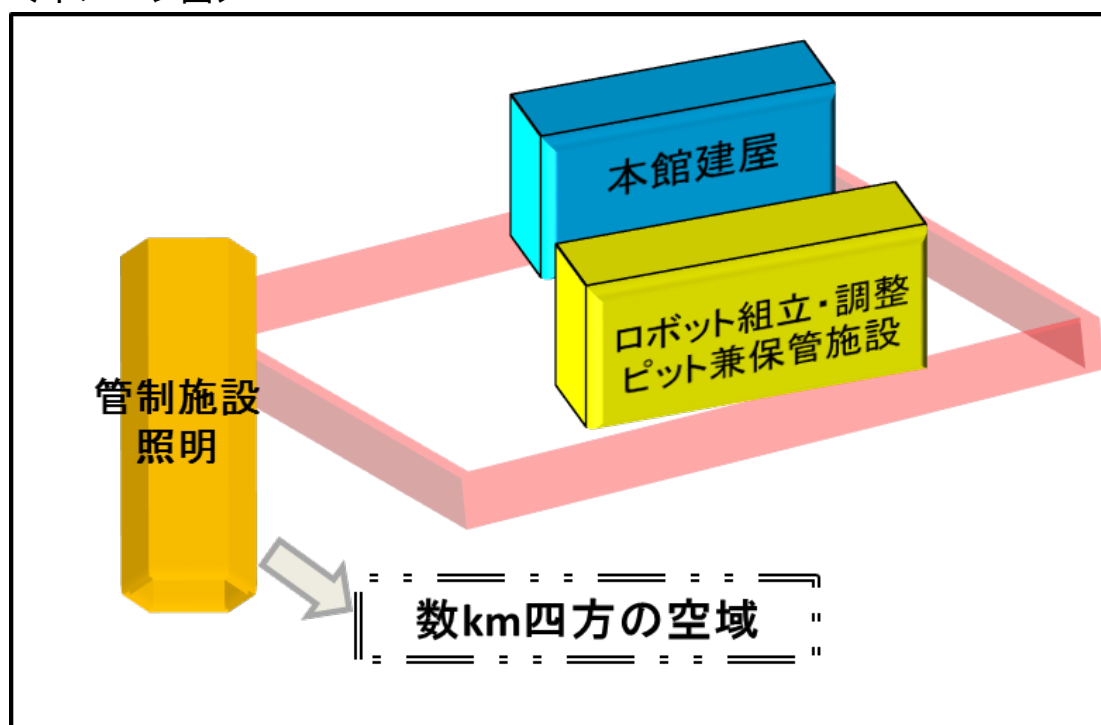 本館建屋
ロボット組立・調整
ピット兼保管施設
管制施設
照明
数km四方の空域